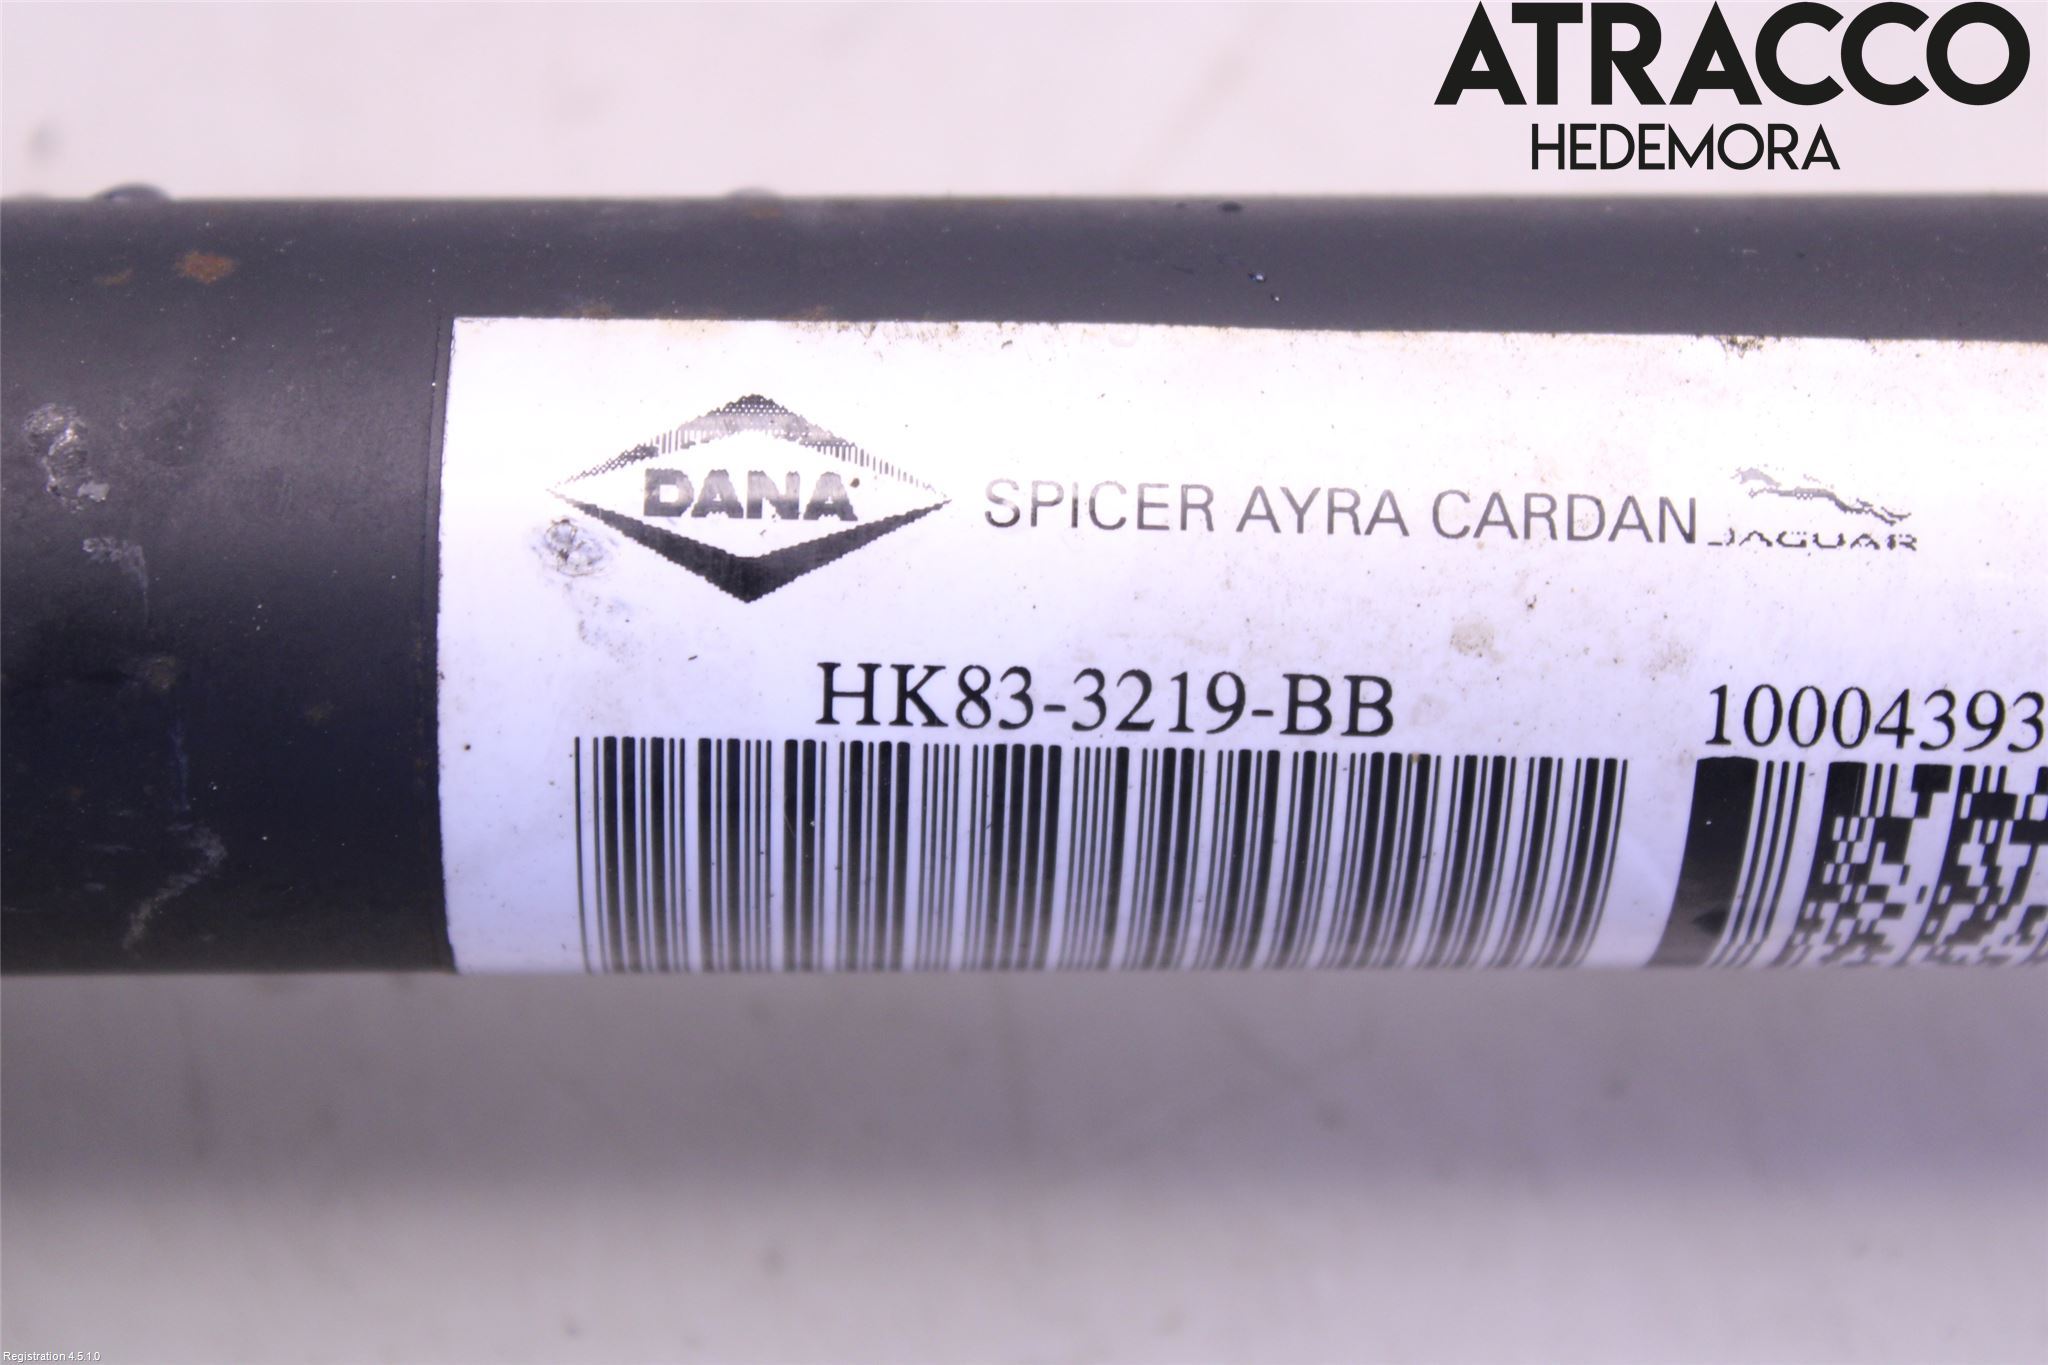 ATRACCO
HEDEMORA
DANA SPICER AYRA CARDAN JAGUAR
HK83-3219-BB 10004393
Registration 4.5.1.0